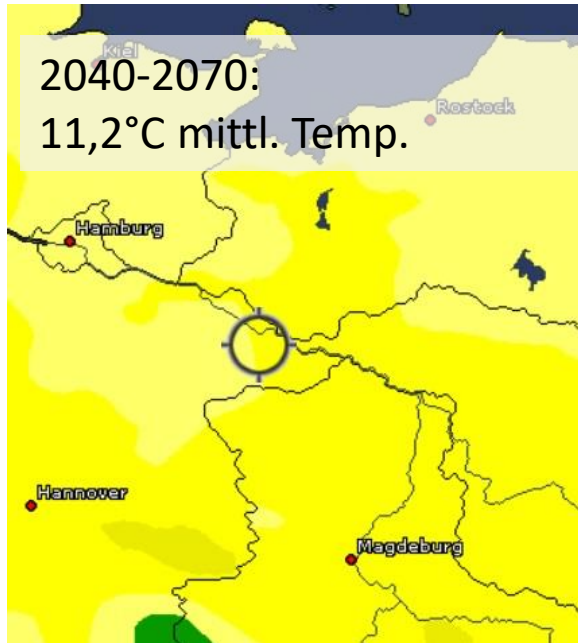 Kiel
2040-2070:
11,2°C mittl. Temp.
Rostock
Hamburg
Hannover
Magdeburg